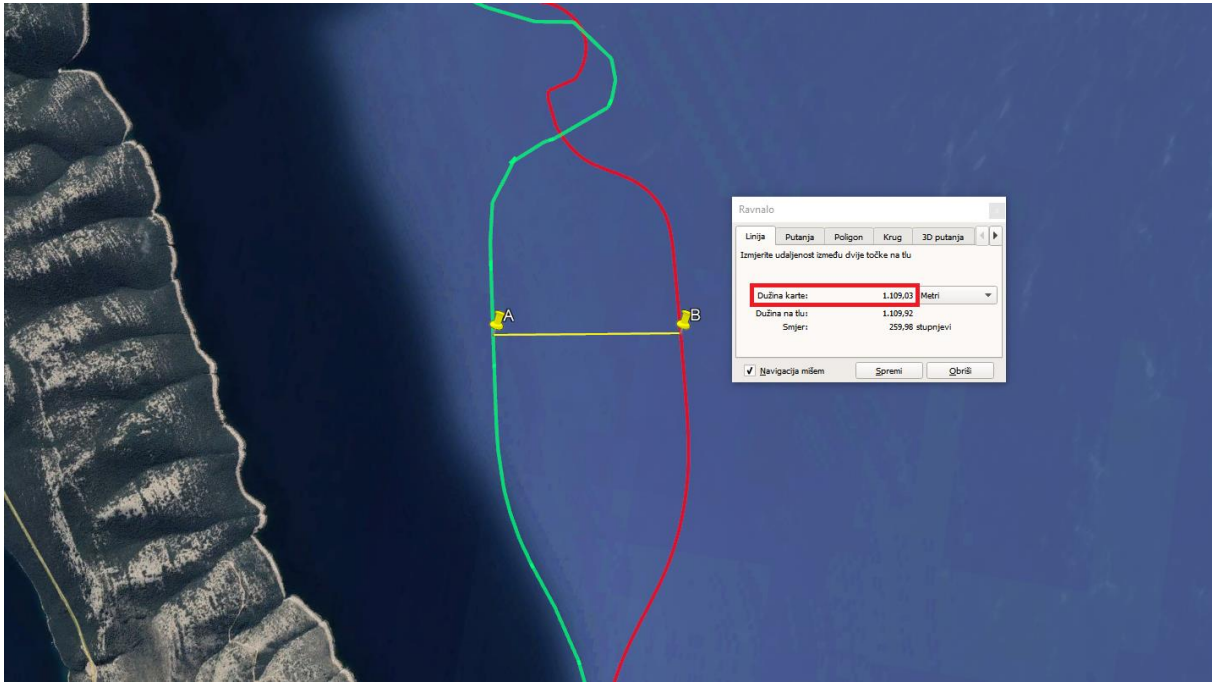 A
B
Ravnalo
Linija Putanja Poligon Krug 3D putanja
Izmjerite udaljenost između dvije točke na tlu
Dužina karte: 1.109,03 Metri
Dužina na tlu: 1.109,92
Smjer: 259,98 stupnjevi
Navigacija mišem Spremi Obriši